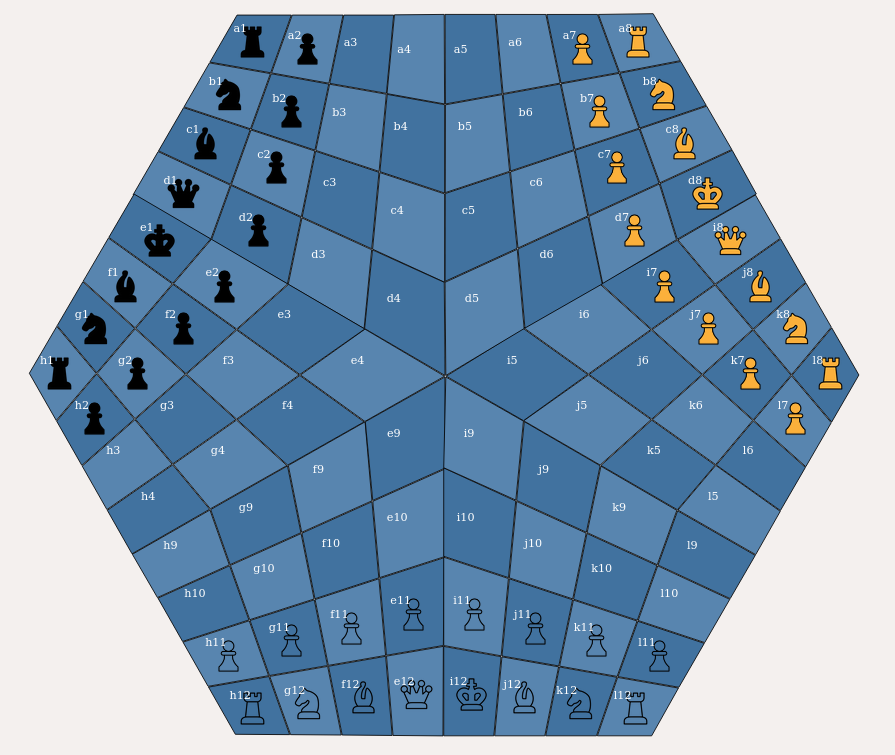 a1 a2 a3 a4 a5 a6 a7 a8
b1 b2 b3 b4 b5 b6 b7 b8
c1 c2 c3 c4 c5 c6 c7 c8
d1 d2 d3 d4 d5 d6 d7 d8
e1 e2 e3 e4 i5 i6 i7 i8
f1 f2 f3 f4 j5 j6 j7 j8
g1 g2 g3 g4 k5 k6 k7 k8
h1 h2 h3 h4 l5 l6 l7 l8
h9 g9 f9 e9 i9 j9 k9 l9
h10 g10 f10 e10 i10 j10 k10 l10
h11 g11 f11 e11 i11 j11 k11 l11
h12 g12 f12 e12 i12 j12 k12 l12